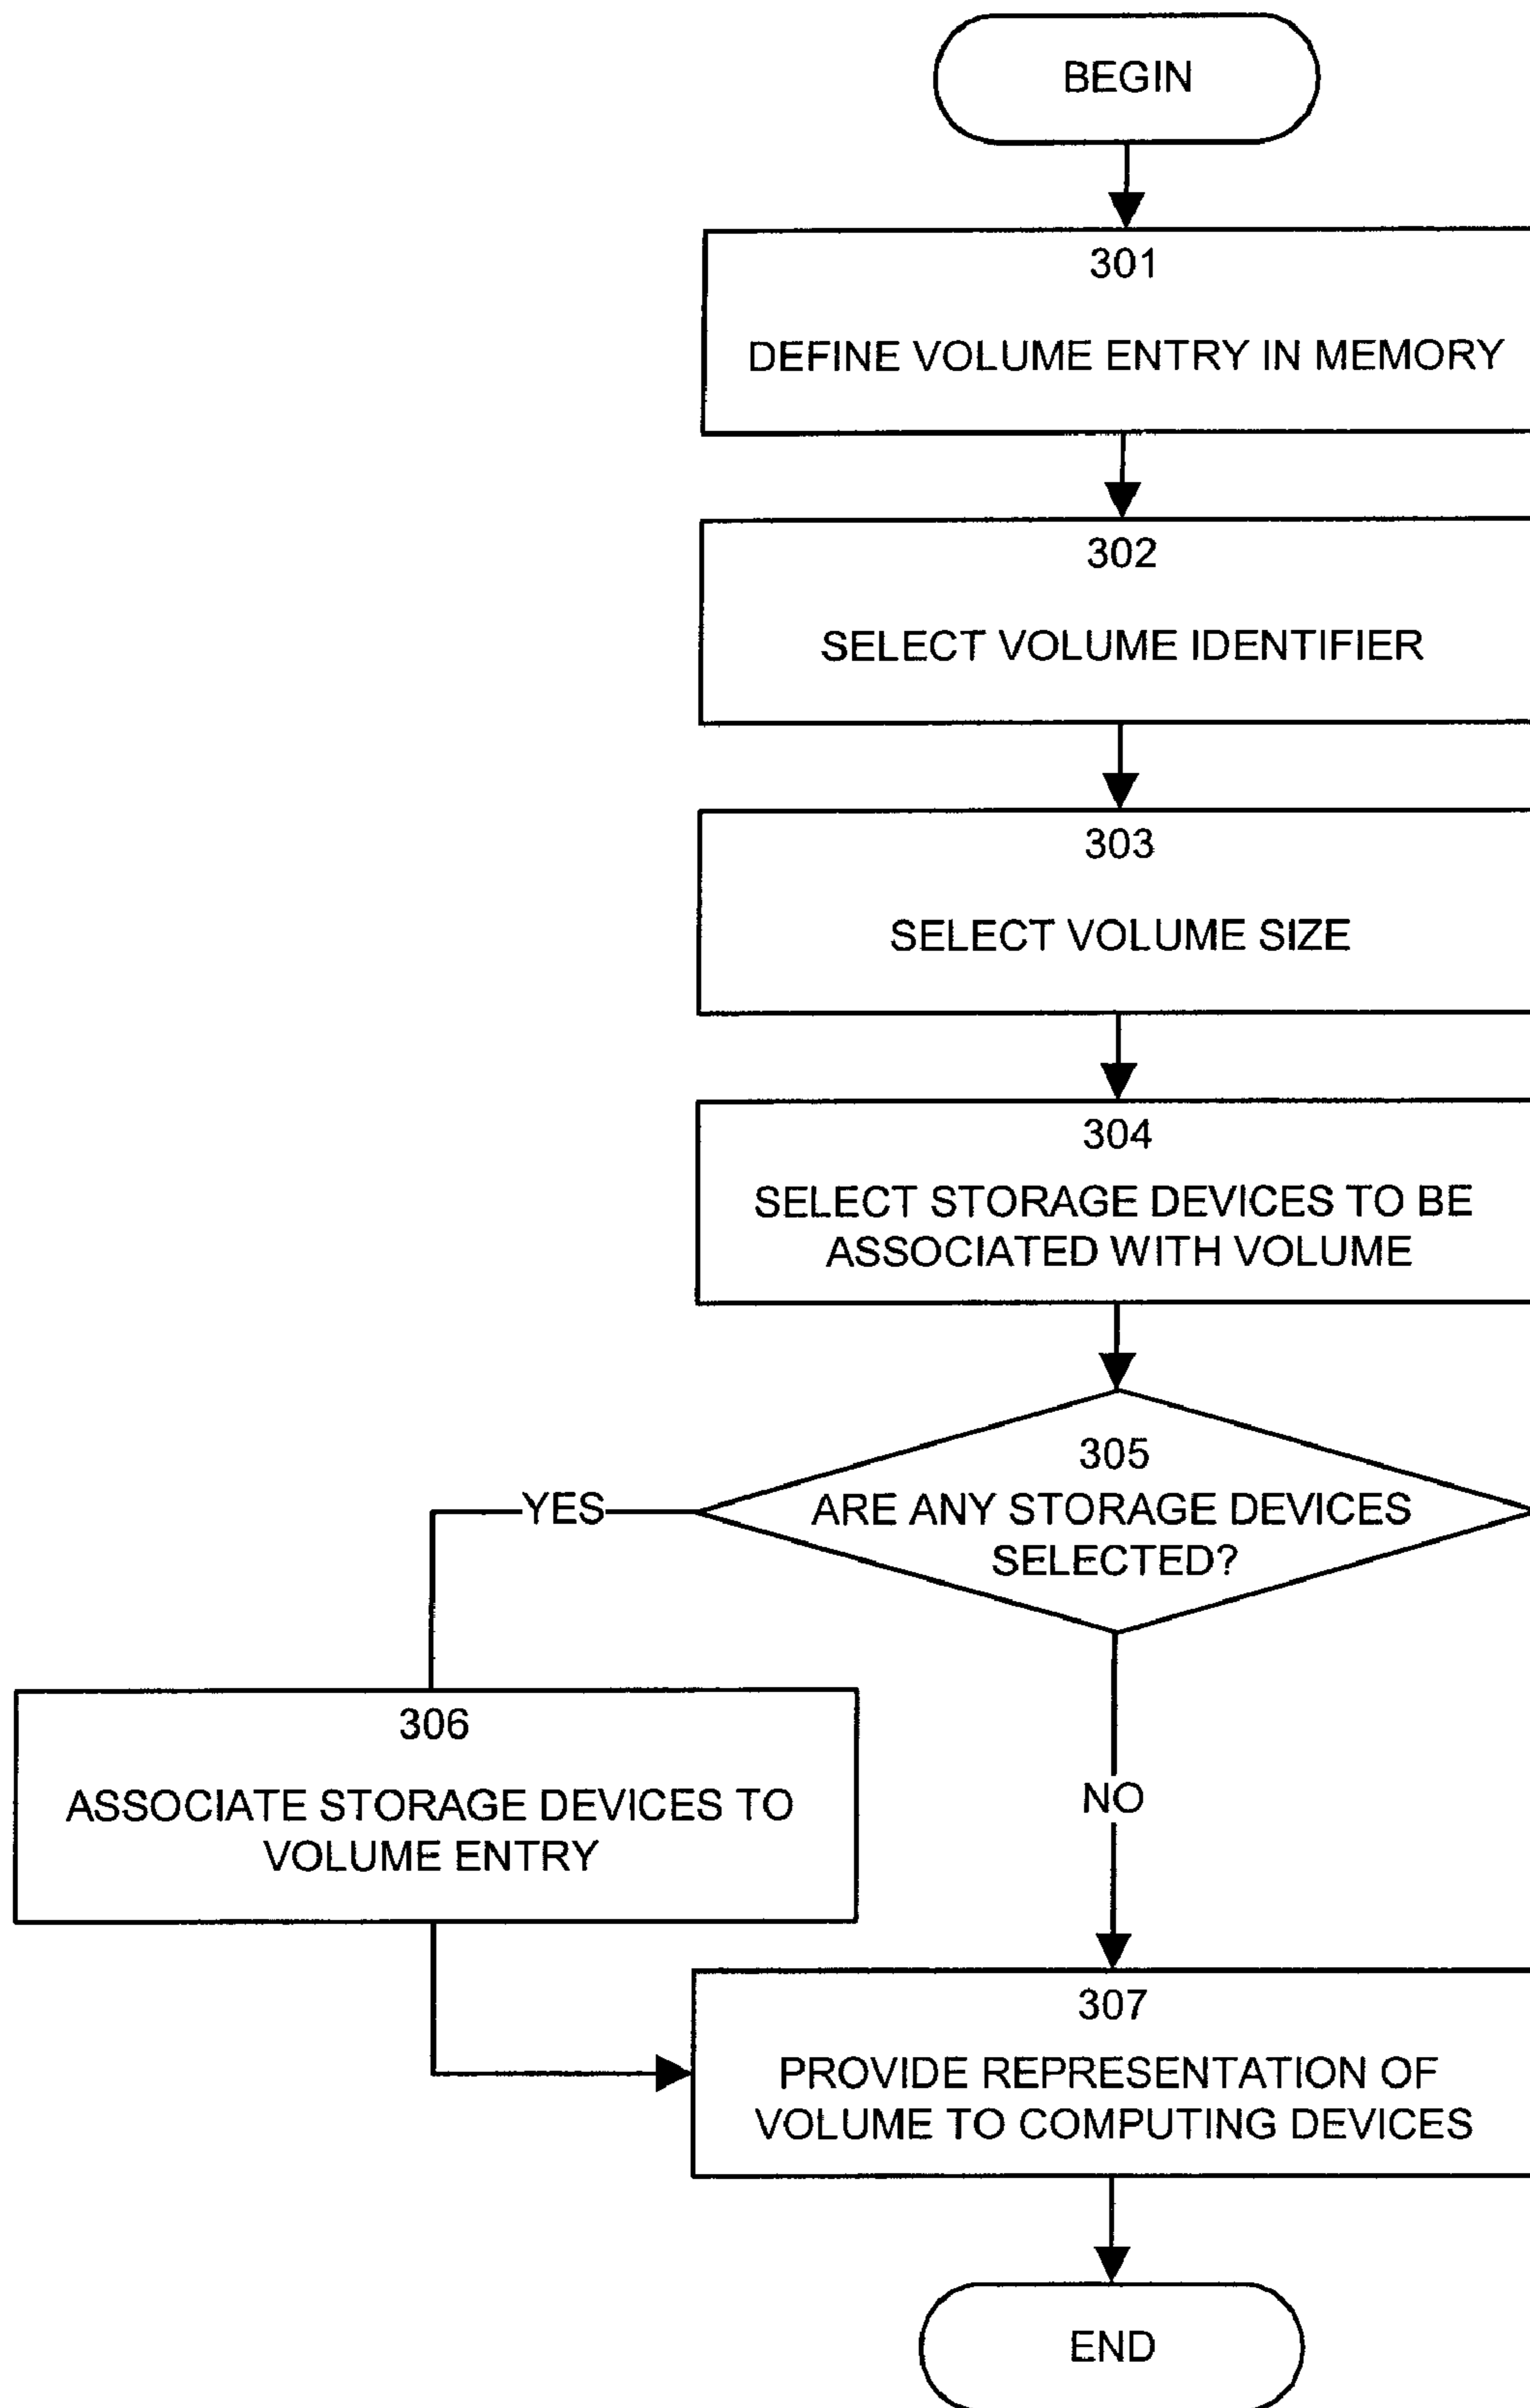 BEGIN
301
DEFINE VOLUME ENTRY IN MEMORY
302
SELECT VOLUME IDENTIFIER
303
SELECT VOLUME SIZE
304
SELECT STORAGE DEVICES TO BE
ASSOCIATED WITH VOLUME
305
ARE ANY STORAGE DEVICES
SELECTED?
YES
306
ASSOCIATE STORAGE DEVICES TO
VOLUME ENTRY
NO
307
PROVIDE REPRESENTATION OF
VOLUME TO COMPUTING DEVICES
END